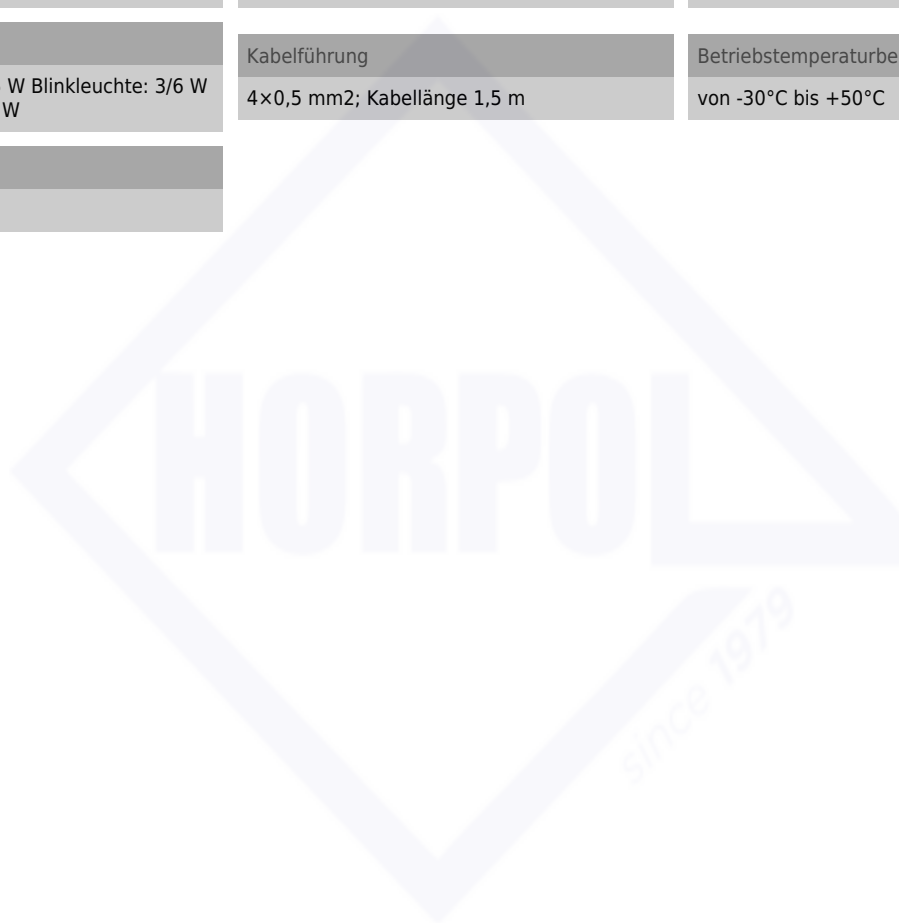 W Blinkleuchte: 3/6 W
W
Kabelführung
4×0,5 mm2; Kabellänge 1,5 m
Betriebstemperaturbe
von -30°C bis +50°C
HORPOL
since 1979